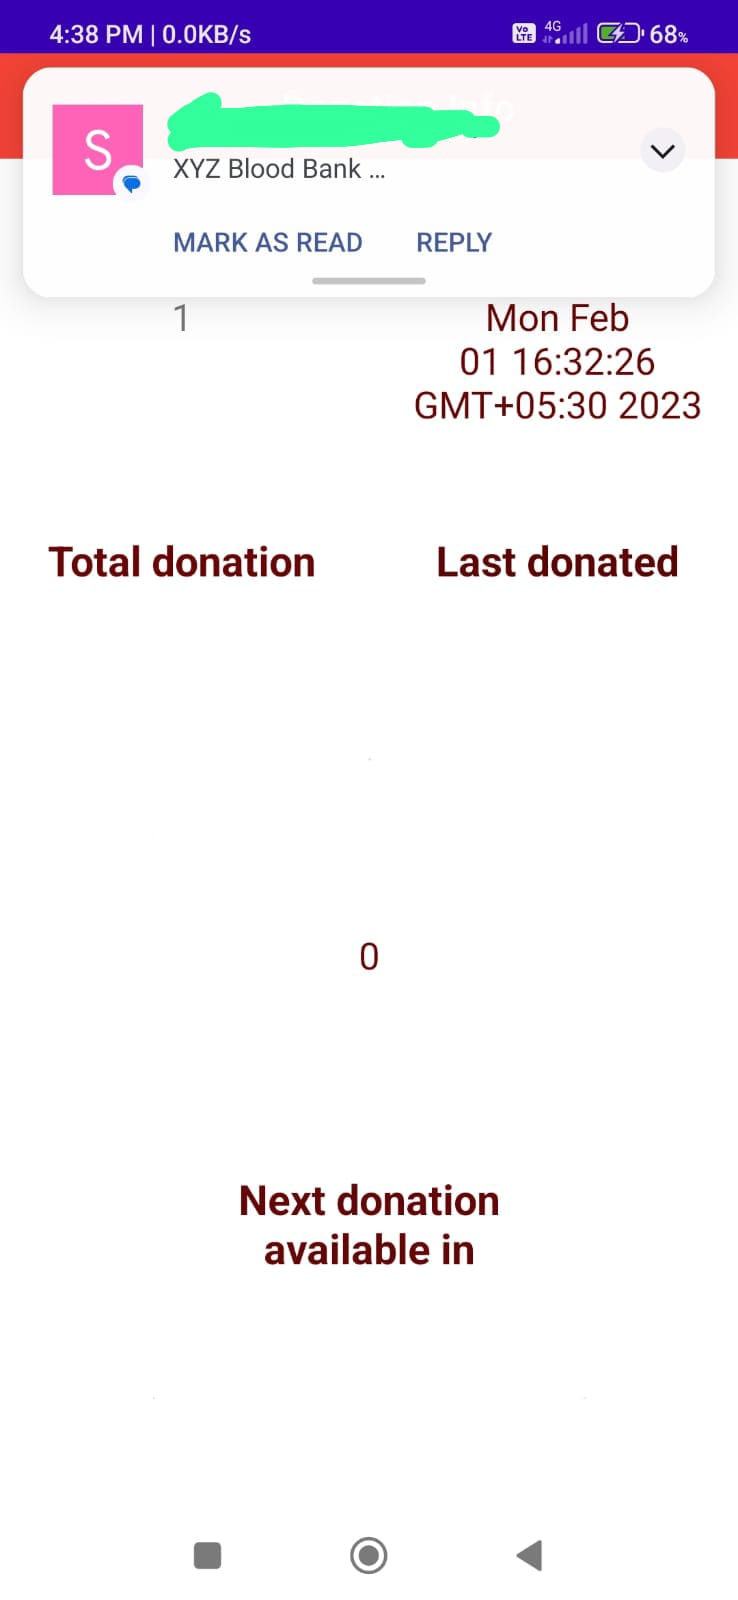 4:38 PM | 0.0KB/s
Vo LTE 4G 68%
S
XYZ Blood Bank ...
MARK AS READ REPLY
1
Mon Feb
01 16:32:26
GMT+05:30 2023
Total donation
Last donated
0
Next donation
available in